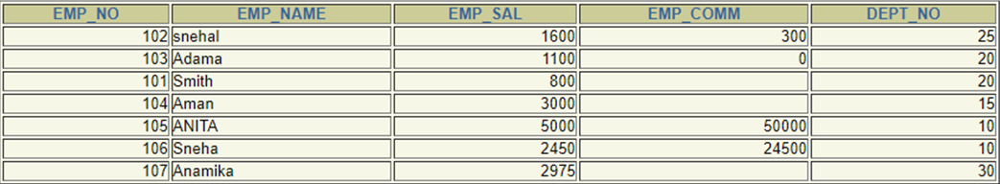 EMP_NO EMP_NAME EMP_SAL EMP_COMM DEPT_NO
102 snehal 1600 300 25
103 Adama 1100 0 20
101 Smith 800 20
104 Aman 3000 15
105 ANITA 5000 50000 10
106 Sneha 2450 24500 10
107 Anamika 2975 30